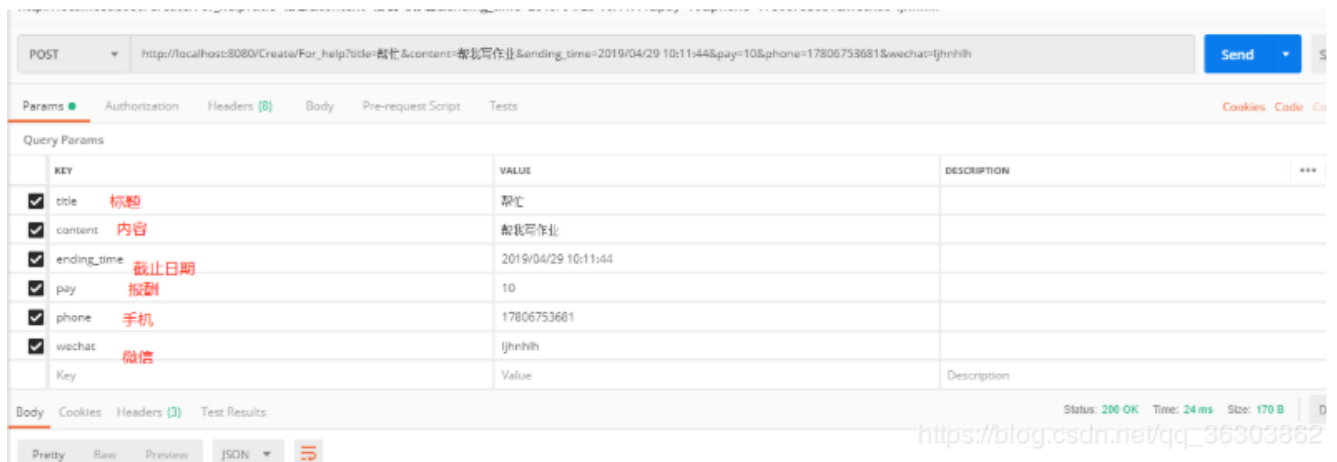 POST http://localhost:8080/Create/For_help?title=帮忙&content=帮我写作业&ending_time=2019/04/29 10:11:44&pay=10&phone=17806753681&wechat=ljhnhlh Send
Params Authorization Headers (8) Body Pre-request Script Tests Cookies Code
Query Params
KEY VALUE DESCRIPTION
title 标题 帮忙
content 内容 帮我写作业
ending_time 截止日期 2019/04/29 10:11:44
pay 报酬 10
phone 手机 17806753681
wechat 微信 ljhnhlh
Key Value Description
Body Cookies Headers (3) Test Results Status: 200 OK Time: 24 ms Size: 170 B
Pretty Raw Preview JSON
https://blog.csdn.net/qq_36303862